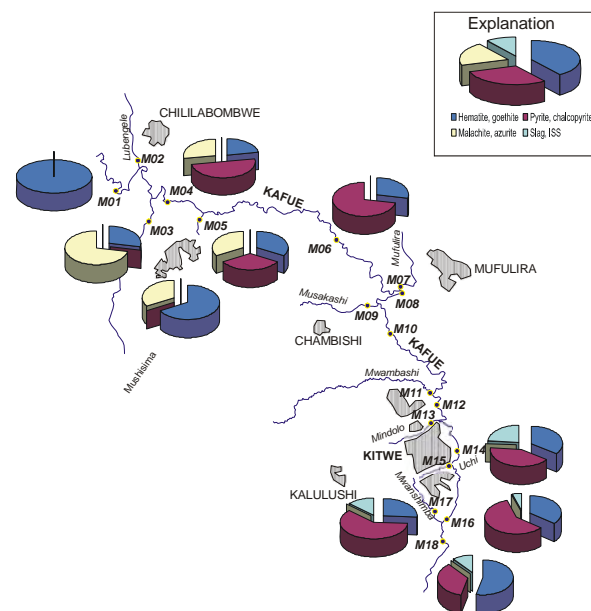 Explanation
Hematite, goethite
Pyrite, chalcopyrite
Malachite, azurite
Slag, ISS
CHILILABOMBWE
Lubengele
M02
M01
M04
KAFUE
M03
M05
M06
Mufulira
MUFULIRA
M07
M08
Musakashi
M09
CHAMBISHI
M10
KAFUE
Mushisima
Mwambashi
M11
M12
M13
Mindolo
KITWE
M14
M15
Uchi
KALULUSHI
Mwanshimba
M17
M16
M18